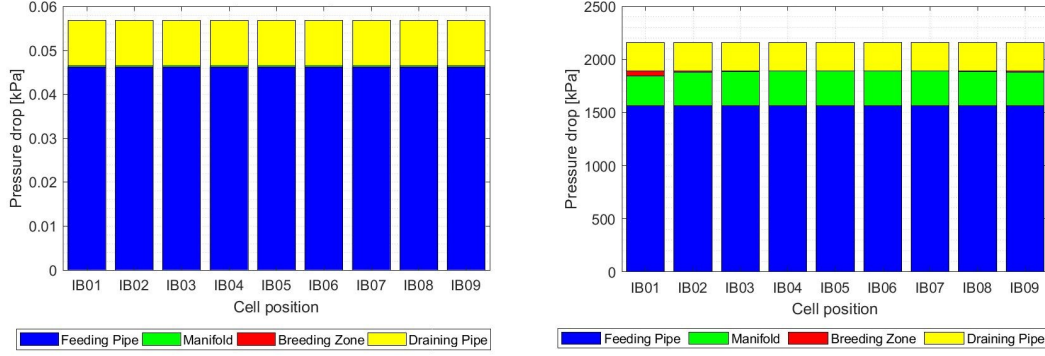 Pressure drop [kPa]
0.06
0.05
0.04
0.03
0.02
0.01
0
IB01 IB02 IB03 IB04 IB05 IB06 IB07 IB08 IB09
Cell position
Feeding Pipe Manifold Breeding Zone Draining Pipe
Pressure drop [kPa]
2500
2000
1500
1000
500
0
IB01 IB02 IB03 IB04 IB05 IB06 IB07 IB08 IB09
Cell position
Feeding Pipe Manifold Breeding Zone Draining Pipe